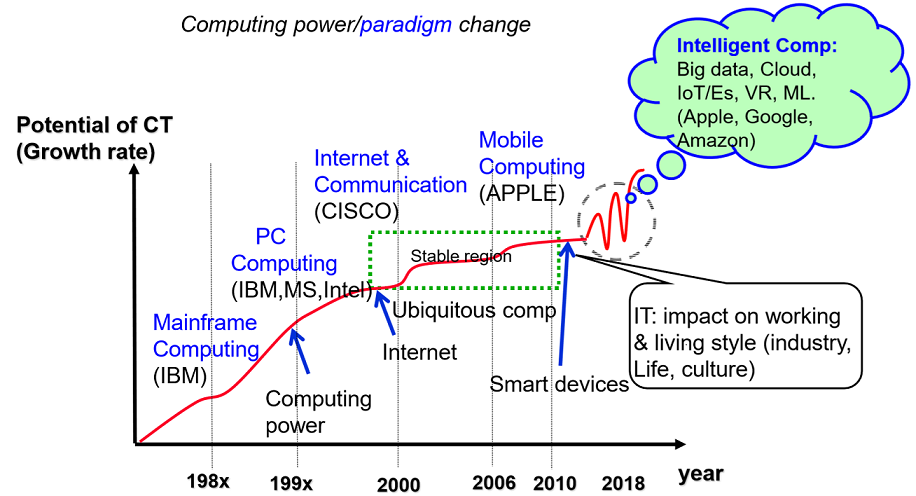 Computing power/paradigm change
Intelligent Comp:
Big data, Cloud,
IoT/Es, VR, ML.
(Apple, Google,
Amazon)
Potential of CT
(Growth rate)
Mobile
Computing
(APPLE)
Internet &
Communication
(CISCO)
PC
Computing
(IBM,MS,Intel)
Stable region
Ubiquitous comp
Mainframe
Computing
(IBM)
Internet
Computing
power
Smart devices
IT: impact on working
& living style (industry,
Life, culture)
198x
199x
2000
2006
2010
2018
year